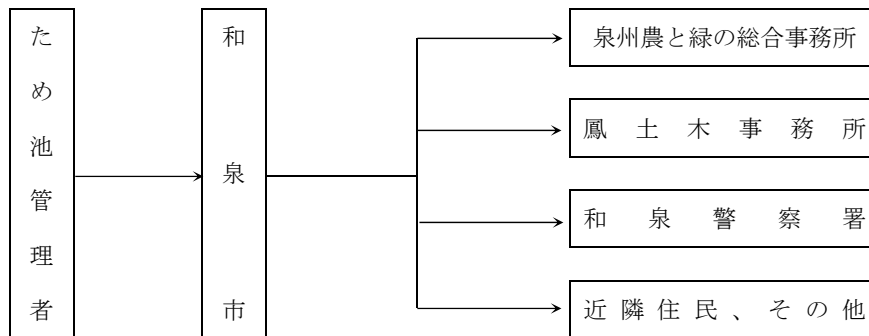 ため池管理者
和泉市
泉州農と緑の総合事務所
鳳土木事務所
和泉警察署
近隣住民、その他